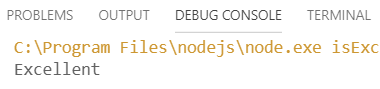 PROBLEMS OUTPUT DEBUG CONSOLE TERMINAL
C:\Program Files\nodejs\node.exe isExc
Excellent